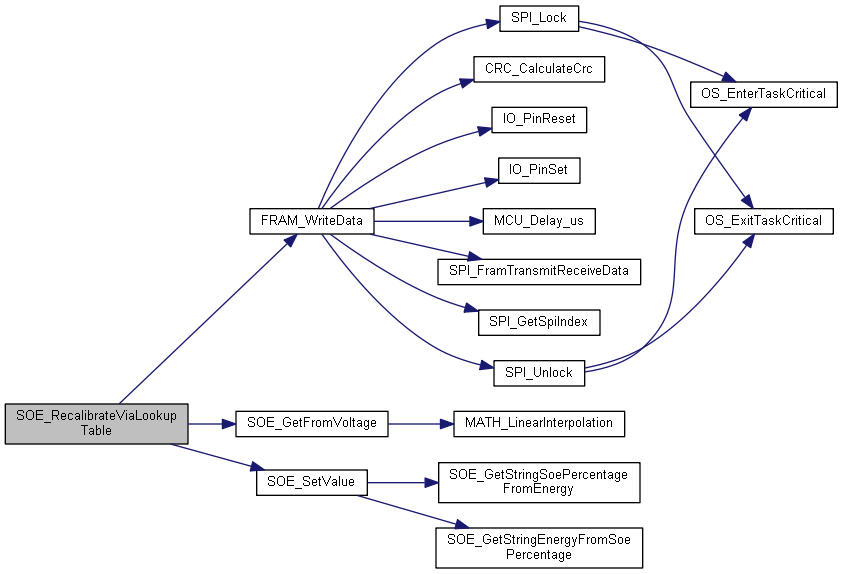 SPI_Lock
CRC_CalculateCrc
OS_EnterTaskCritical
IO_PinReset
IO_PinSet
FRAM_WriteData
MCU_Delay_us
OS_ExitTaskCritical
SPI_FramTransmitReceiveData
SPI_GetSpiIndex
SPI_Unlock
SOE_RecalibrateViaLookup
Table
SOE_GetFromVoltage
MATH_LinearInterpolation
SOE_SetValue
SOE_GetStringSoePercentage
FromEnergy
SOE_GetStringEnergyFromSoe
Percentage